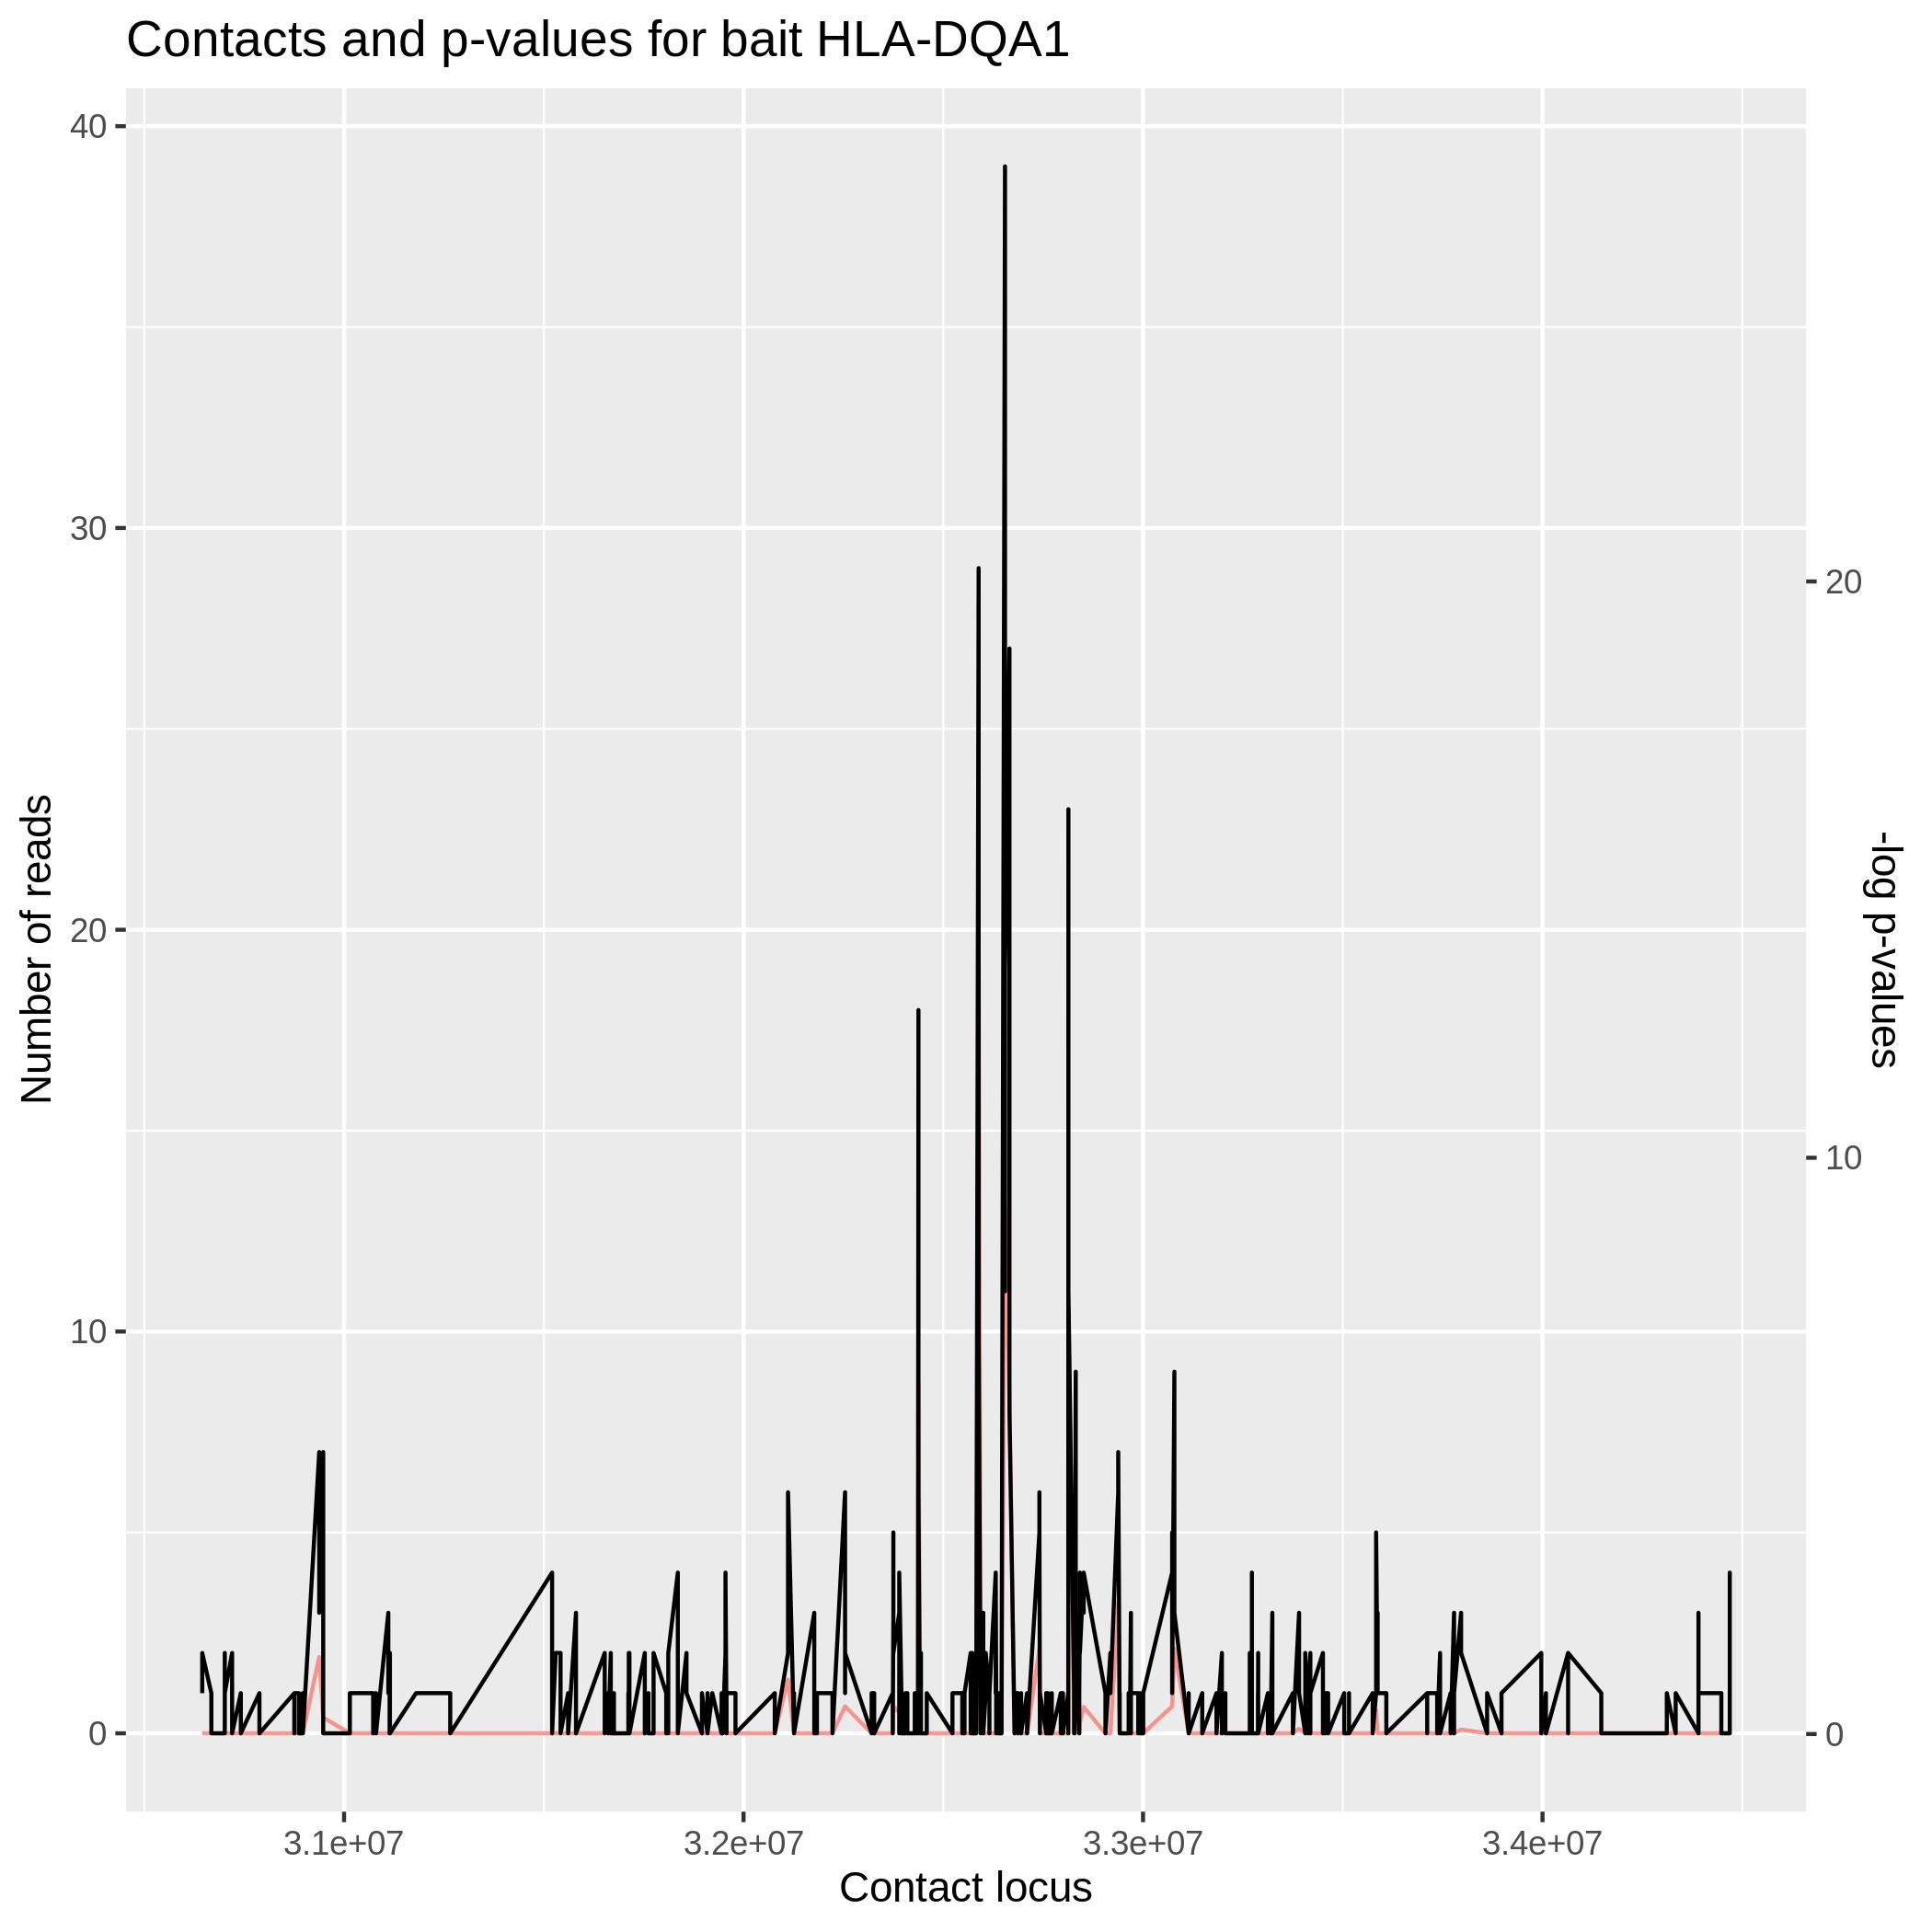 Contacts and p-values for bait HLA-DQA1
40
30
20
10
0
Number of reads
20
10
0
-log p-values
3.1e+07
3.2e+07
3.3e+07
3.4e+07
Contact locus